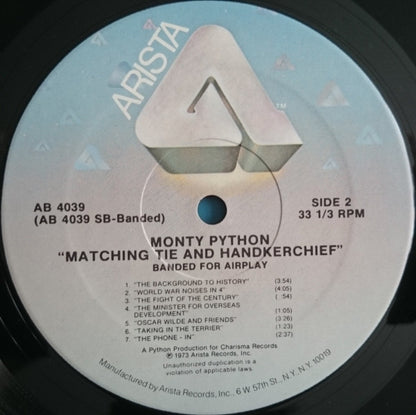 ARISTA
TM
AB 4039
(AB 4039 SB-Banded)
SIDE 2
33 1/3 RPM
MONTY PYTHON
"MATCHING TIE AND HANDKERCHIEF"
BANDED FOR AIRPLAY
1. "THE BACKGROUND TO HISTORY" (3:54)
2. "WORLD WAR NOISES IN 4" (4:05)
3. "THE FIGHT OF THE CENTURY" ( :54)
4. "THE MINISTER FOR OVERSEAS
DEVELOPMENT" (1:05)
5. "OSCAR WILDE AND FRIENDS" (3:26)
6. "TAKING IN THE TERRIER" (1:23)
7. "THE PHONE - IN" (2:37)
A Python Production for Charisma Records
Ⓟ 1973 Arista Records, Inc.
Unauthorized duplication is a
violation of applicable laws.
Manufactured by Arista Records, Inc., 6 W 57th St., N.Y., N.Y. 10019